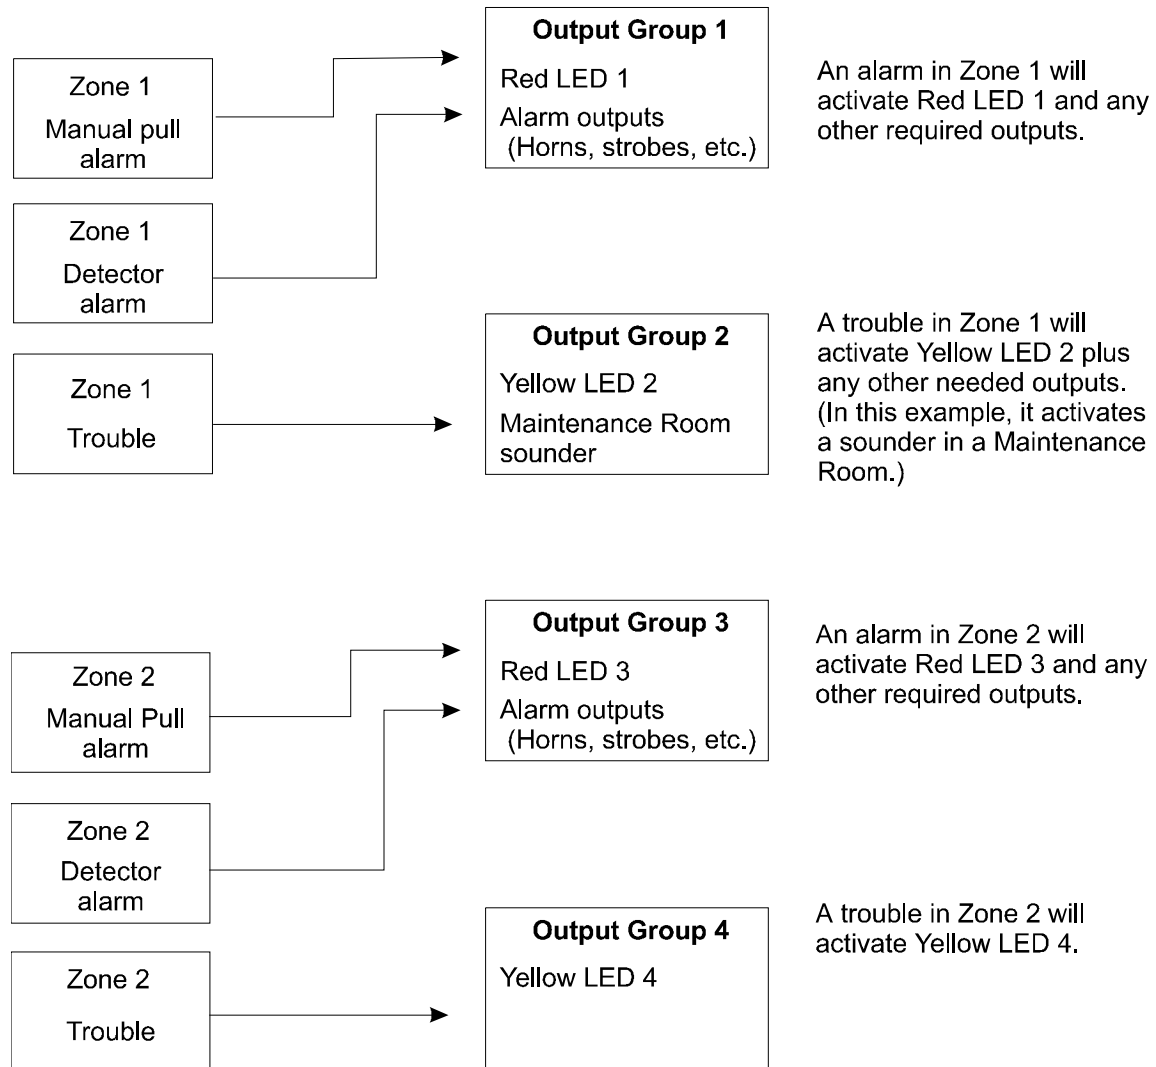 Zone 1
Manual pull
alarm
Zone 1
Detector
alarm
Zone 1
Trouble
Output Group 1
Red LED 1
Alarm outputs
(Horns, strobes, etc.)
An alarm in Zone 1 will
activate Red LED 1 and any
other required outputs.
Output Group 2
Yellow LED 2
Maintenance Room
sounder
A trouble in Zone 1 will
activate Yellow LED 2 plus
any other needed outputs.
(In this example, it activates
a sounder in a Maintenance
Room.)
Zone 2
Manual Pull
alarm
Zone 2
Detector
alarm
Zone 2
Trouble
Output Group 3
Red LED 3
Alarm outputs
(Horns, strobes, etc.)
An alarm in Zone 2 will
activate Red LED 3 and any
other required outputs.
Output Group 4
Yellow LED 4
A trouble in Zone 2 will
activate Yellow LED 4.